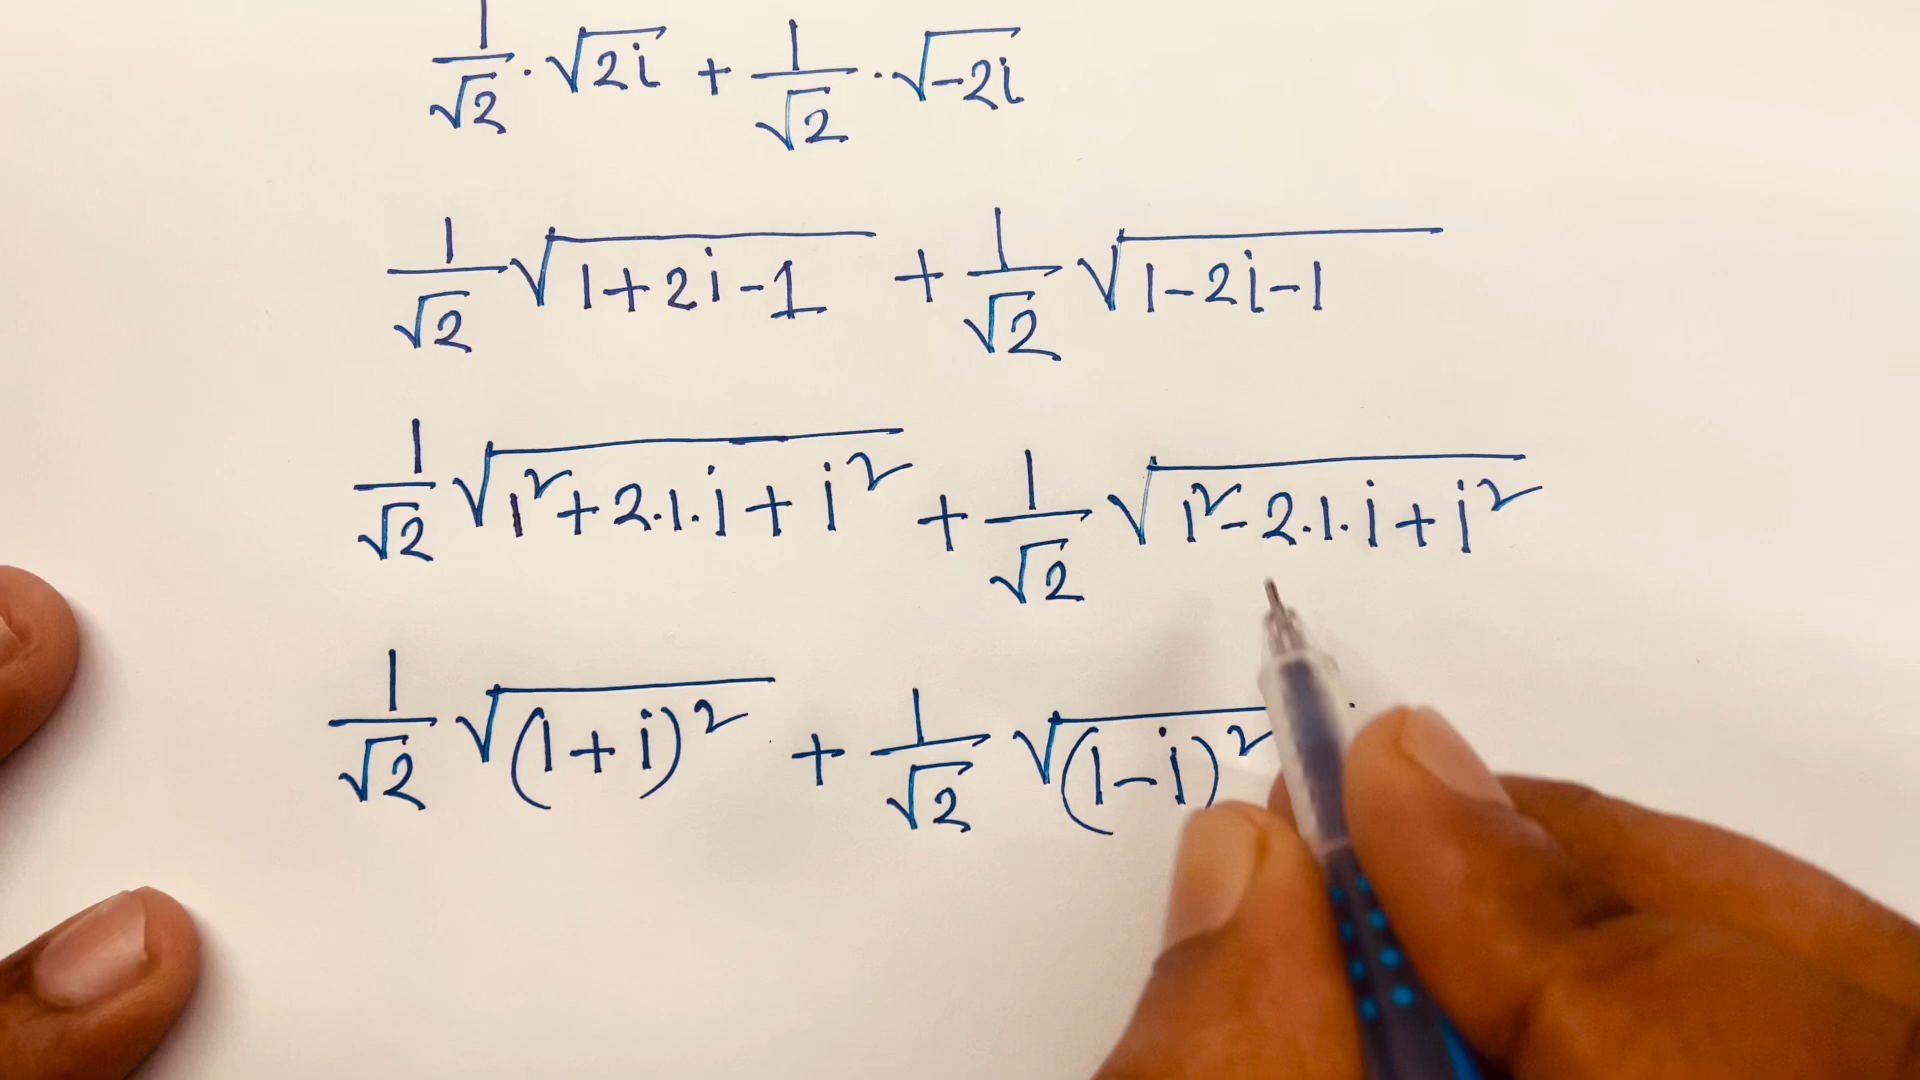 1/√2 · √2i + 1/√2 · √-2i
1/√2 √1+2i-1 + 1/√2 √1-2i-1
1/√2 √1²+2.1.i+i² + 1/√2 √1²-2.1.i+i²
1/√2 √(1+i)² + 1/√2 √(1-i)²